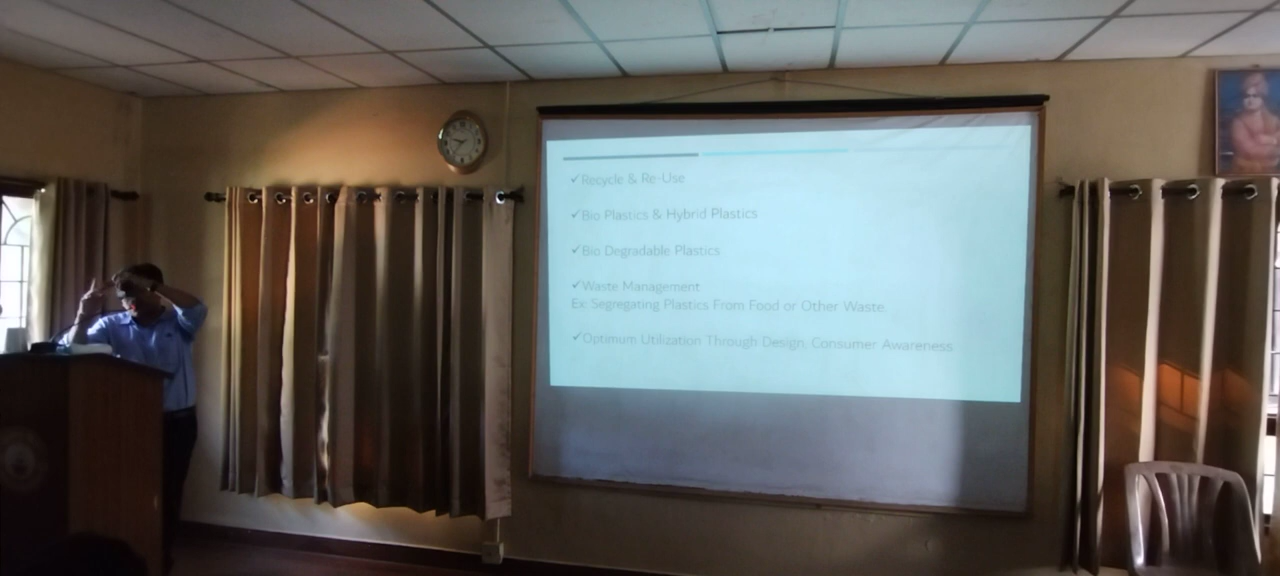 ✓Recycle & Re-Use
✓Bio Plastics & Hybrid Plastics
✓Bio Degradable Plastics
✓Waste Management
Ex: Segregating Plastics From Food or Other Waste.
✓Optimum Utilization Through Design, Consumer Awareness